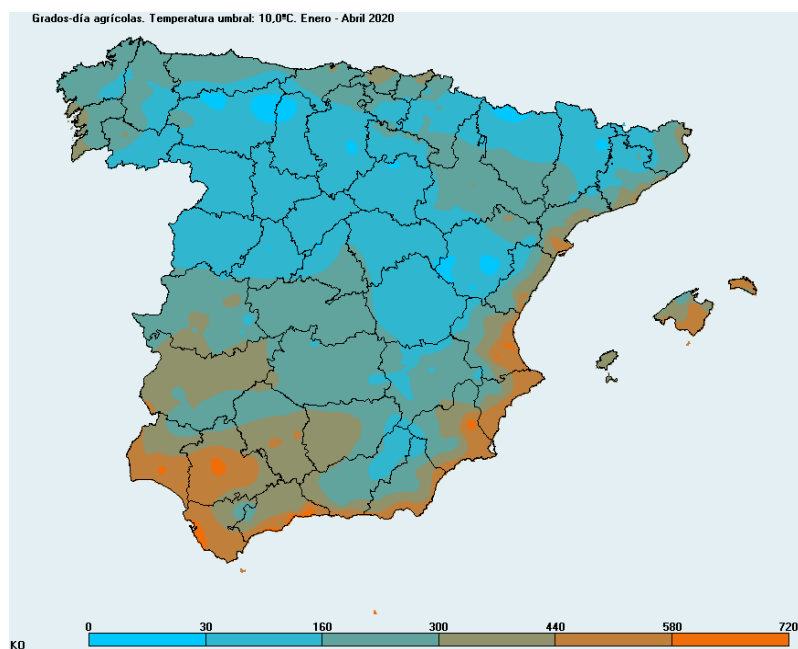 Grados-día agrícolas. Temperatura umbral: 10,0ºC. Enero - Abril 2020
0 30 160 300 440 580 720
KO